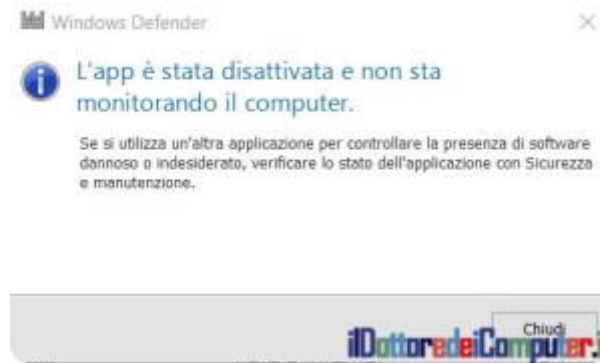 Windows Defender
L'app è stata disattivata e non sta
monitorando il computer.
Se si utilizza un'altra applicazione per controllare la presenza di software
dannoso o indesiderato, verificare lo stato dell'applicazione con Sicurezza
e manutenzione.
Chiudi
ilDottoredeiComputer.i